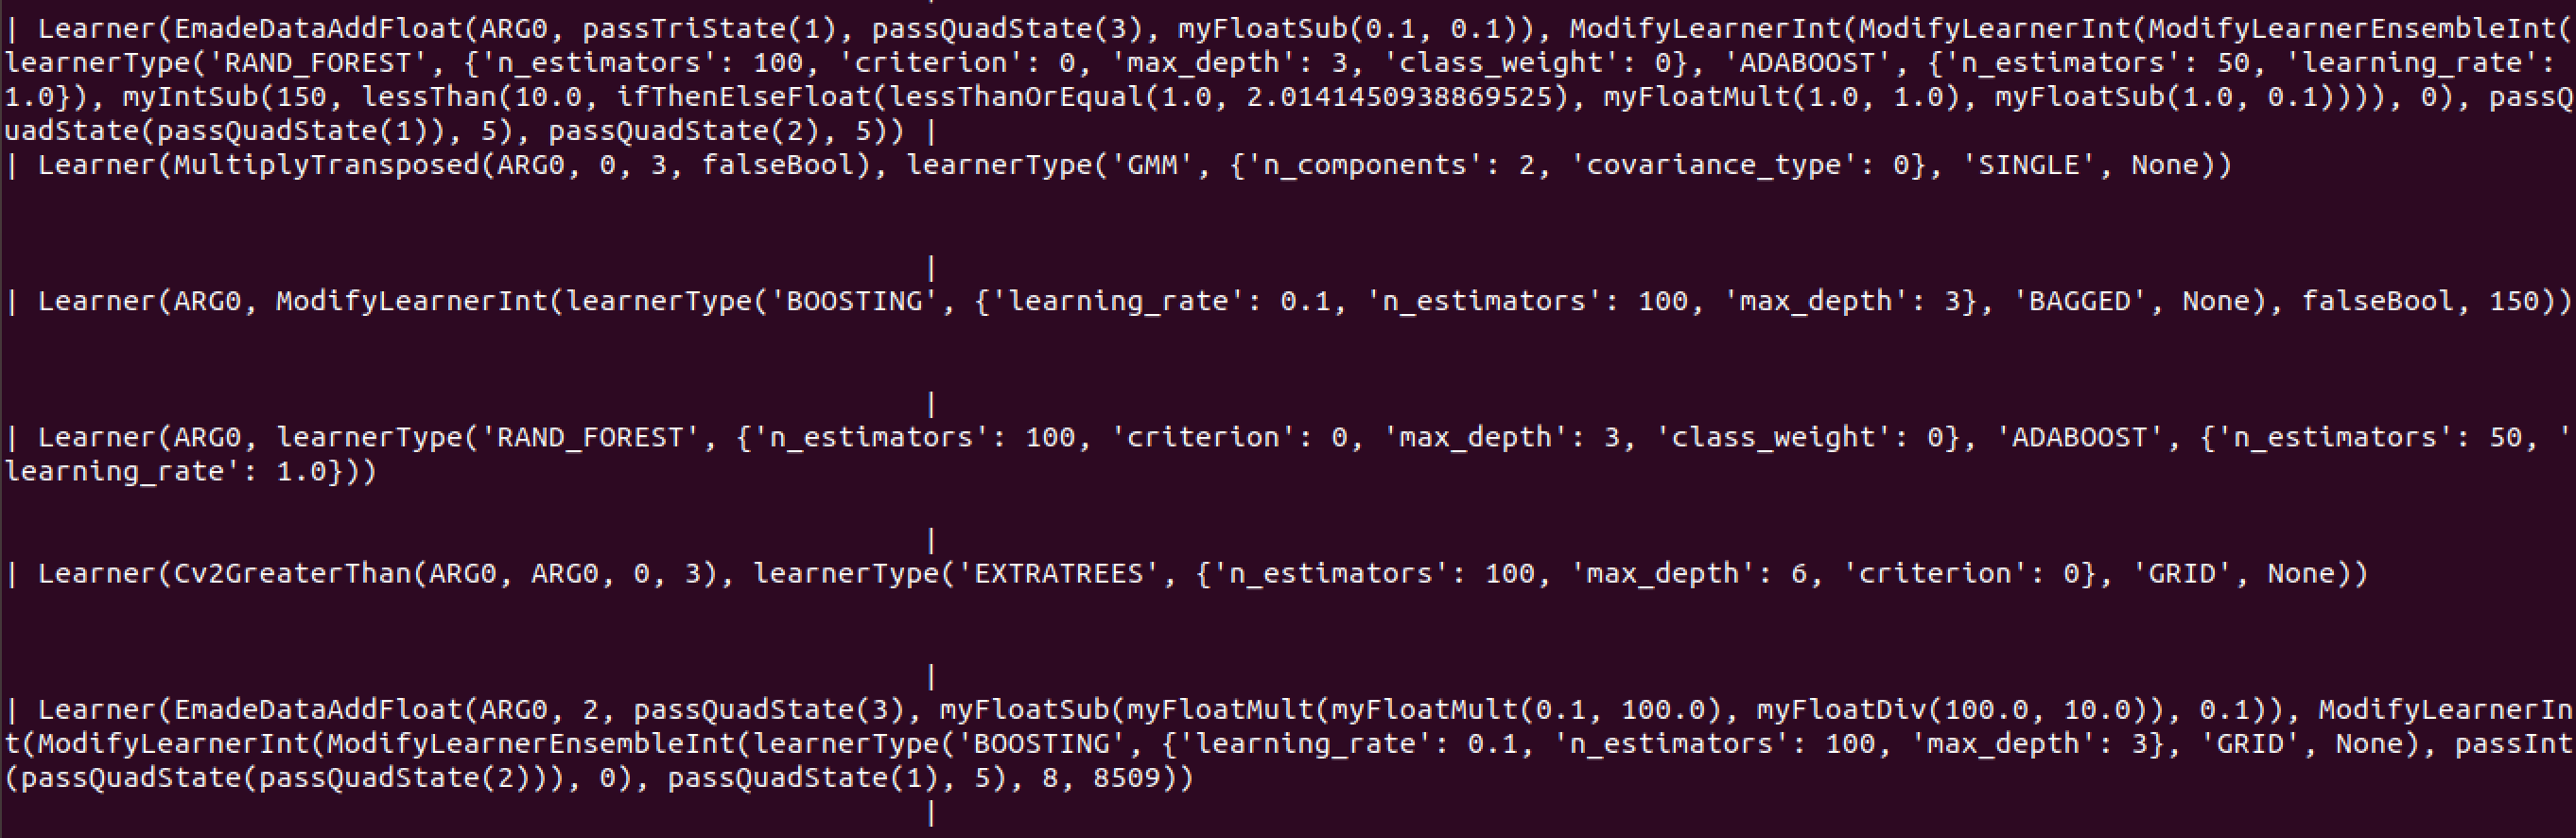 | Learner(EmadeDataAddFloat(ARG0, passTriState(1), passQuadState(3), myFloatSub(0.1, 0.1)), ModifyLearnerInt(ModifyLearnerInt(ModifyLearnerEnsembleInt(
learnerType('RAND_FOREST', {'n_estimators': 100, 'criterion': 0, 'max_depth': 3, 'class_weight': 0}, 'ADABOOST', {'n_estimators': 50, 'learning_rate':
1.0}), myIntSub(150, lessThan(10.0, ifThenElseFloat(lessThanOrEqual(1.0, 2.0141450938869525), myFloatMult(1.0, 1.0), myFloatSub(1.0, 0.1)))), 0), passQ
uadState(passQuadState(1)), 5), passQuadState(2), 5)) |
| Learner(MultiplyTransposed(ARG0, 0, 3, falseBool), learnerType('GMM', {'n_components': 2, 'covariance_type': 0}, 'SINGLE', None))
|
| Learner(ARG0, ModifyLearnerInt(learnerType('BOOSTING', {'learning_rate': 0.1, 'n_estimators': 100, 'max_depth': 3}, 'BAGGED', None), falseBool, 150))
|
| Learner(ARG0, learnerType('RAND_FOREST', {'n_estimators': 100, 'criterion': 0, 'max_depth': 3, 'class_weight': 0}, 'ADABOOST', {'n_estimators': 50, '
learning_rate': 1.0}))
|
| Learner(Cv2GreaterThan(ARG0, ARG0, 0, 3), learnerType('EXTRATREES', {'n_estimators': 100, 'max_depth': 6, 'criterion': 0}, 'GRID', None))
|
| Learner(EmadeDataAddFloat(ARG0, 2, passQuadState(3), myFloatSub(myFloatMult(myFloatMult(0.1, 100.0), myFloatDiv(100.0, 10.0)), 0.1)), ModifyLearnerIn
t(ModifyLearnerInt(ModifyLearnerEnsembleInt(learnerType('BOOSTING', {'learning_rate': 0.1, 'n_estimators': 100, 'max_depth': 3}, 'GRID', None), passInt
(passQuadState(passQuadState(2))), 0), passQuadState(1), 5), 8, 8509))
|